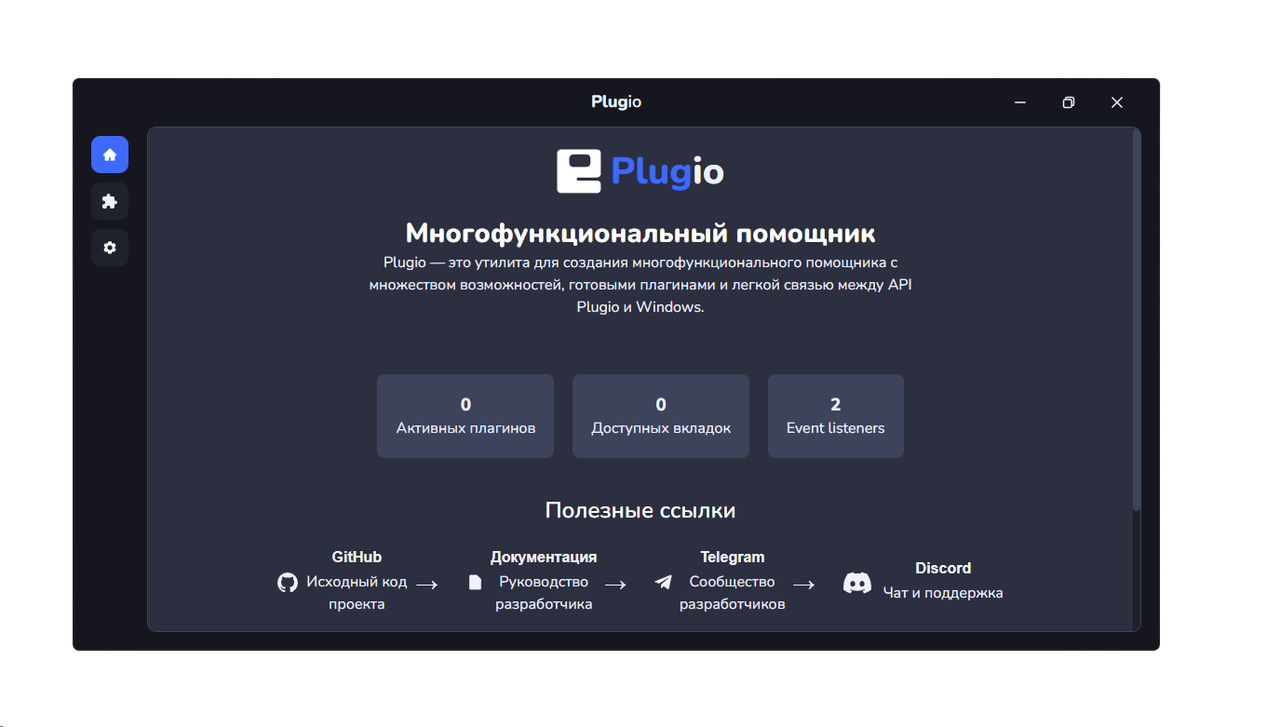 Plugio
Plugio
Многофункциональный помощник
Plugio — это утилита для создания многофункционального помощника с
множеством возможностей, готовыми плагинами и легкой связью между API
Plugio и Windows.
0
Активных плагинов
0
Доступных вкладок
2
Event listeners
Полезные ссылки
GitHub
Исходный код
проекта
Документация
Руководство
разработчика
Telegram
Сообщество
разработчиков
Discord
Чат и поддержка